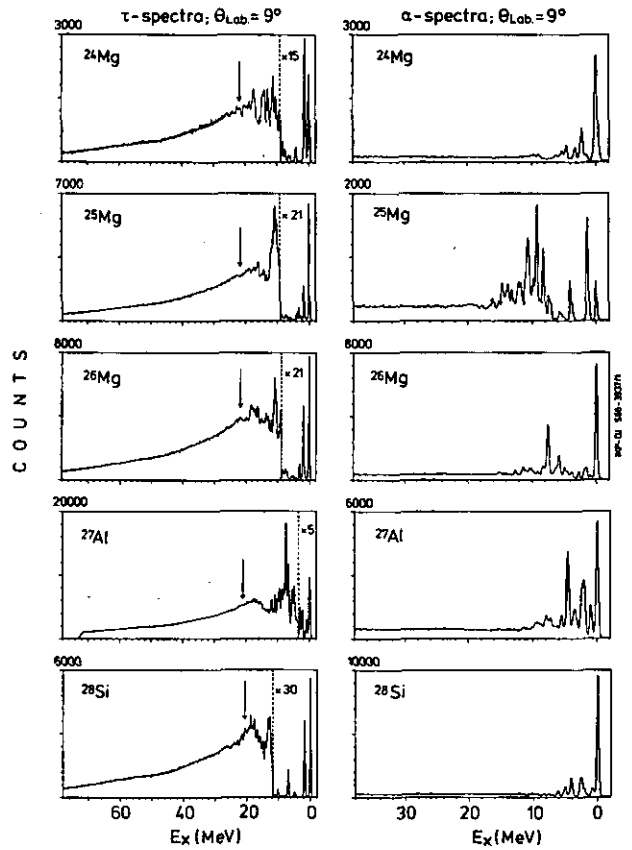 τ-spectra; θLab.= 9° α-spectra; θLab.= 9°
3000 3000
24Mg ×15 24Mg
7000 2000
25Mg ×21 25Mg
8000 8000
26Mg ×21 26Mg
20000 6000
27Al ×5 27Al
6000 10000
28Si ×30 28Si
60 40 20 0 30 20 10 0
Ex(MeV) Ex(MeV)
COUNTS